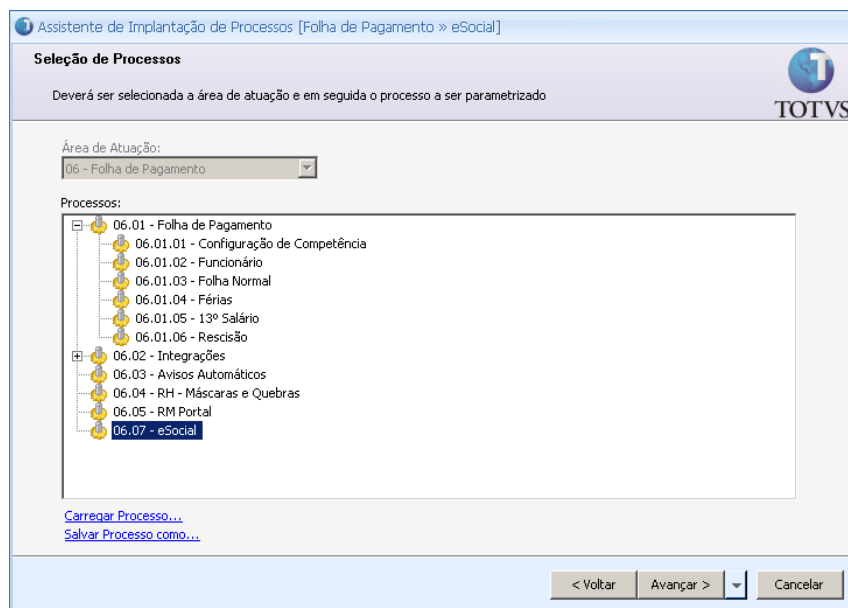 Assistente de Implantação de Processos [Folha de Pagamento » eSocial]
Seleção de Processos
Deverá ser selecionada a área de atuação e em seguida o processo a ser parametrizado
TOTVS
Área de Atuação:
06 - Folha de Pagamento
Processos:
06.01 - Folha de Pagamento
06.01.01 - Configuração de Competência
06.01.02 - Funcionário
06.01.03 - Folha Normal
06.01.04 - Férias
06.01.05 - 13º Salário
06.01.06 - Rescisão
06.02 - Integrações
06.03 - Avisos Automáticos
06.04 - RH - Máscaras e Quebras
06.05 - RM Portal
06.07 - eSocial
Carregar Processo...
Salvar Processo como...
< Voltar Avançar > Cancelar